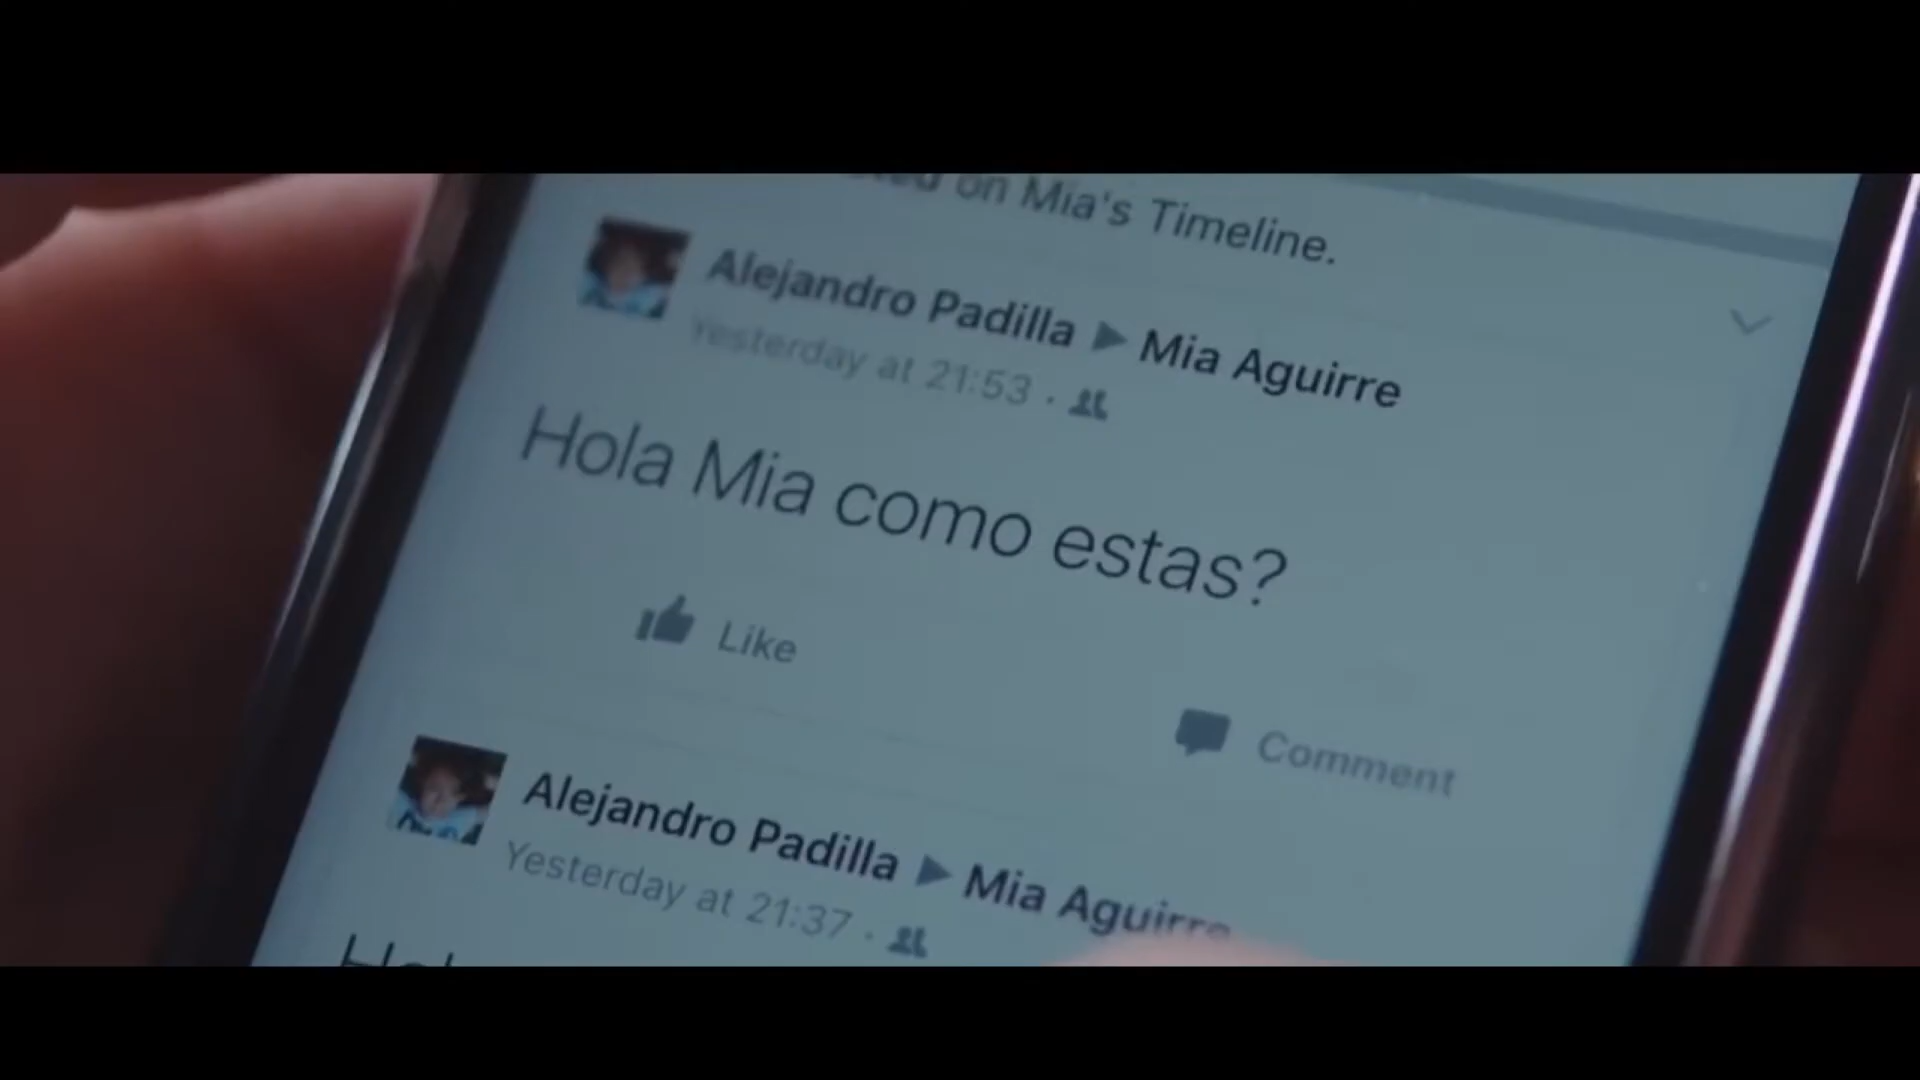 on Mia's Timeline.
Alejandro Padilla ▶ Mia Aguirre
Yesterday at 21:53 ·
Hola Mia como estas?
Like
Comment
Alejandro Padilla ▶ Mia Aguirre
Yesterday at 21:37 ·